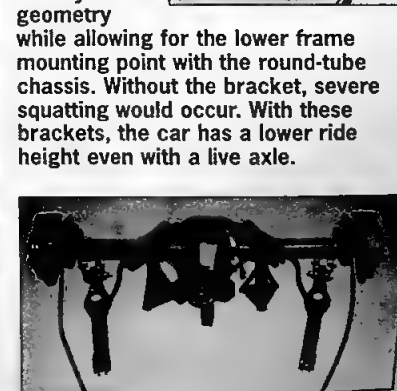 geometry
while allowing for the lower frame
mounting point with the round-tube
chassis. Without the bracket, severe
squatting would occur. With these
brackets, the car has a lower ride
height even with a live axle.